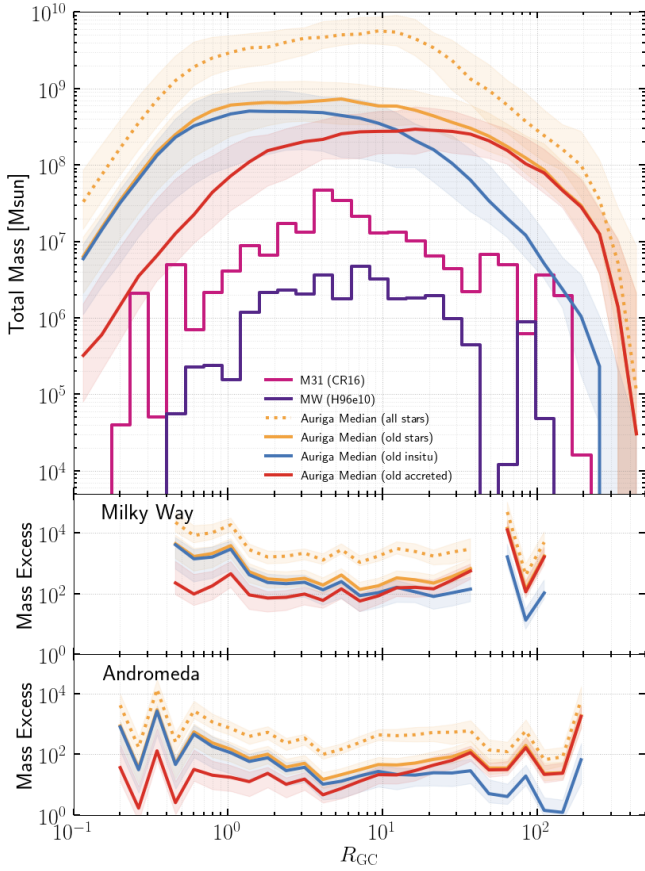 10^10
10^9
10^8
10^7
10^6
10^5
10^4
Total Mass [Msun]
M31 (CR16)
MW (H96e10)
Auriga Median (all stars)
Auriga Median (old stars)
Auriga Median (old insitu)
Auriga Median (old accreted)
Milky Way
10^4
10^2
10^0
Mass Excess
Andromeda
10^4
10^2
10^0
Mass Excess
10^−1 10^0 10^1 10^2
R_GC